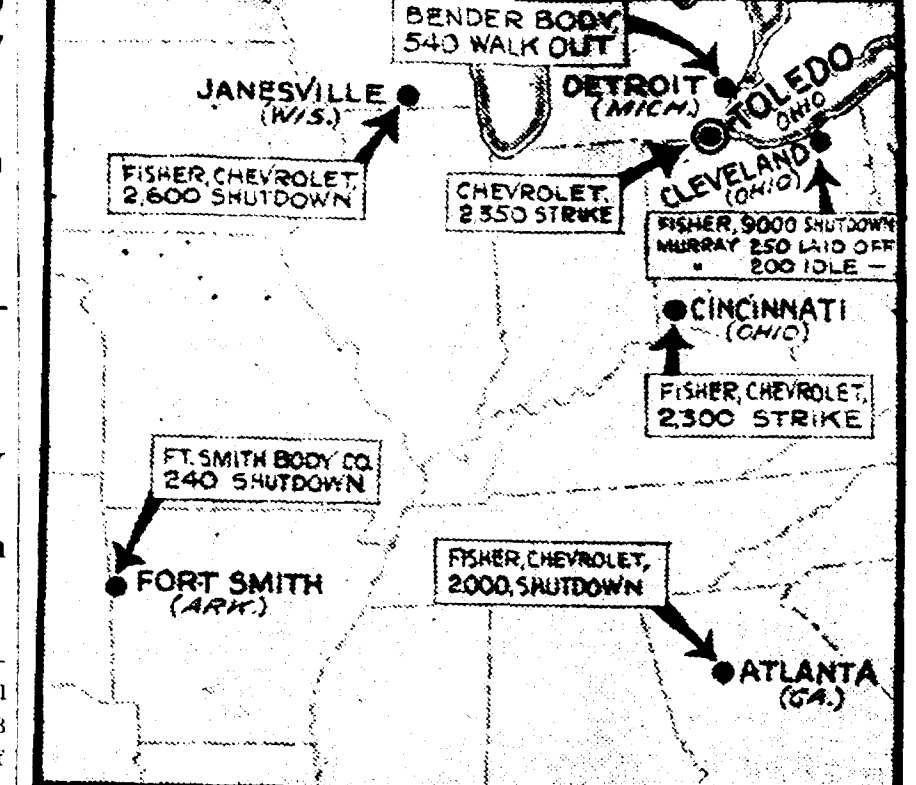 BENDER BODY,
540 WALK OUT
JANESVILLE
(WIS.)
DETROIT
(MICH.)
TOLEDO
OHIO
FISHER, CHEVROLET,
2,600 SHUTDOWN
CHEVROLET,
2350 STRIKE
CLEVELAND
(OHIO)
FISHER, 9000 SHUTDOWN
MURRAY 250 LAID OFF
" 200 IDLE —
CINCINNATI
(OHIO)
FISHER, CHEVROLET,
2,300 STRIKE
FT. SMITH BODY CO.
240 SHUTDOWN
FORT SMITH
(ARK.)
FISHER, CHEVROLET,
2000, SHUTDOWN
ATLANTA
(GA.)